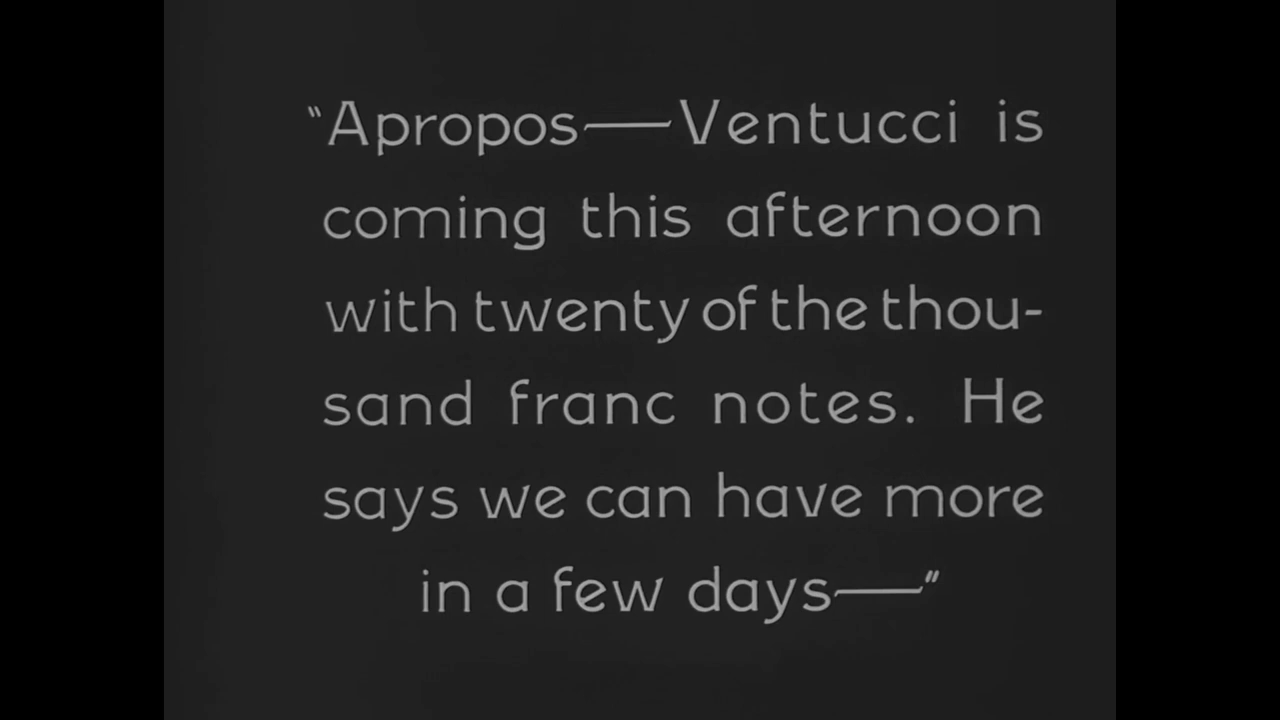 "Apropos—Ventucci is
coming this afternoon
with twenty of the thou-
sand franc notes. He
says we can have more
in a few days—"